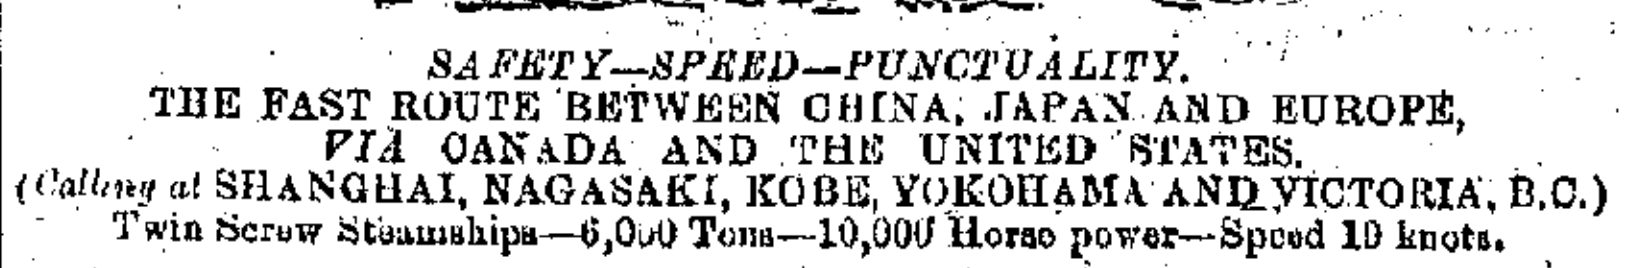 SAFETY—SPEED—PUNCTUALITY.
THE FAST ROUTE BETWEEN CHINA, JAPAN AND EUROPE,
VIA CANADA AND THE UNITED STATES.
(Calling at SHANGHAI, NAGASAKI, KOBE, YOKOHAMA AND VICTORIA, B.C.)
Twin Screw Steamships—6,000 Tons—10,000 Horse power—Speed 19 knots.